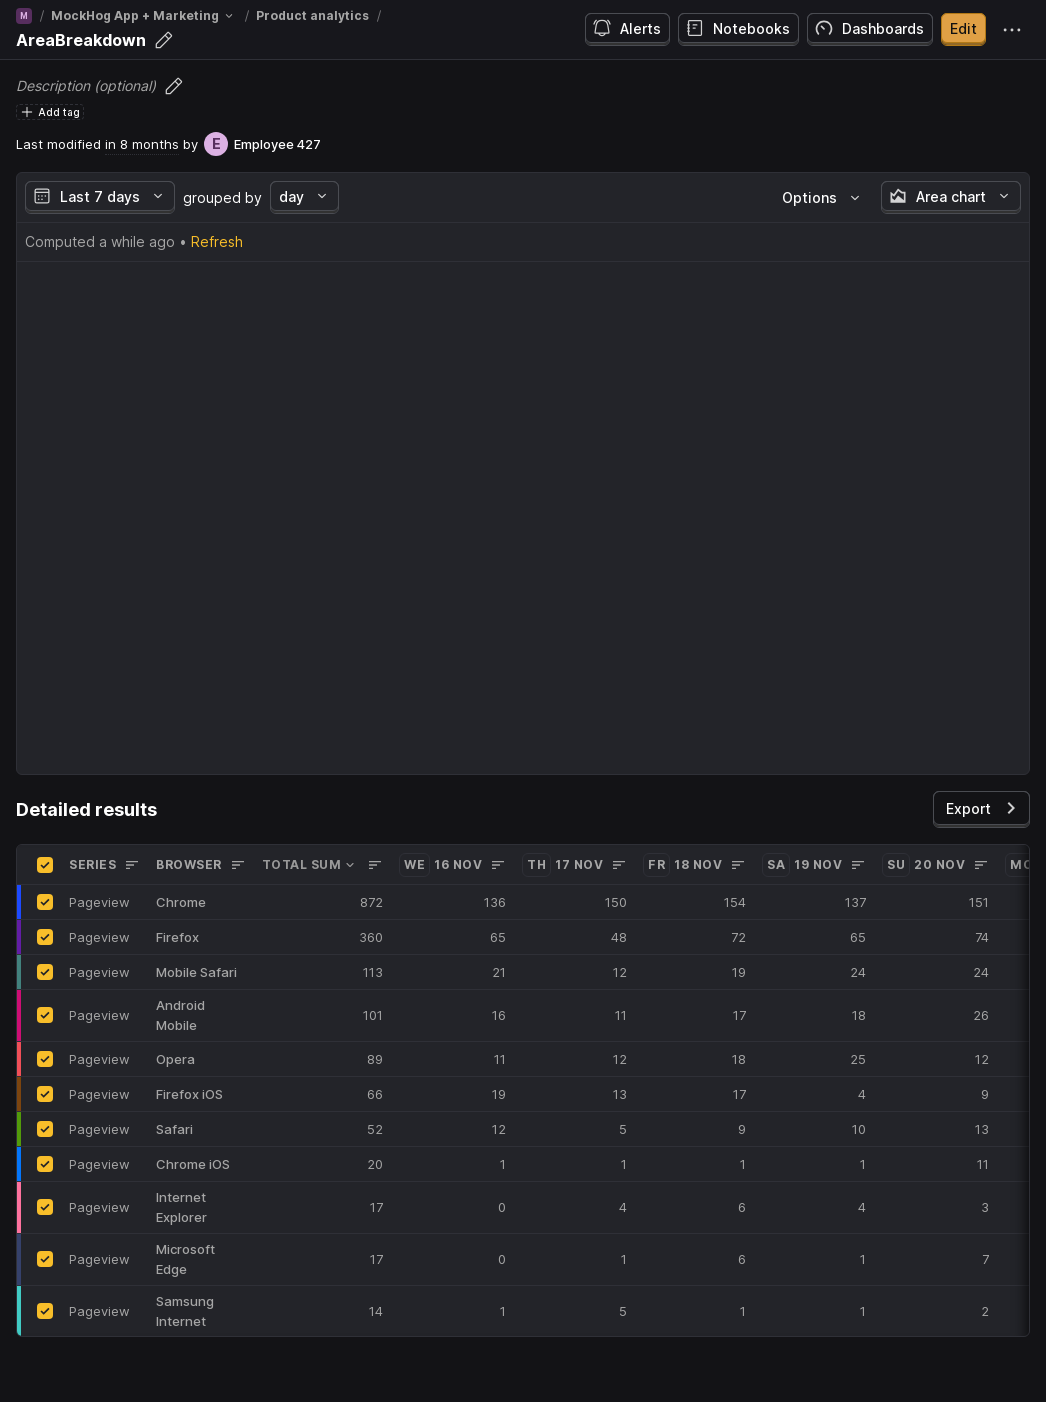 M / MockHog App + Marketing / Product analytics /
AreaBreakdown
Alerts
Notebooks
Dashboards
Edit
Description (optional)
Add tag
Last modified in 8 months by E Employee 427
Last 7 days grouped by day
Options
Area chart
Computed a while ago • Refresh
Detailed results
Export
SERIES BROWSER TOTAL SUM WE 16 NOV TH 17 NOV FR 18 NOV SA 19 NOV SU 20 NOV
Pageview Chrome 872 136 150 154 137 151
Pageview Firefox 360 65 48 72 65 74
Pageview Mobile Safari 113 21 12 19 24 24
Pageview Android Mobile 101 16 11 17 18 26
Pageview Opera 89 11 12 18 25 12
Pageview Firefox iOS 66 19 13 17 4 9
Pageview Safari 52 12 5 9 10 13
Pageview Chrome iOS 20 1 1 1 1 11
Pageview Internet Explorer 17 0 4 6 4 3
Pageview Microsoft Edge 17 0 1 6 1 7
Pageview Samsung Internet 14 1 5 1 1 2